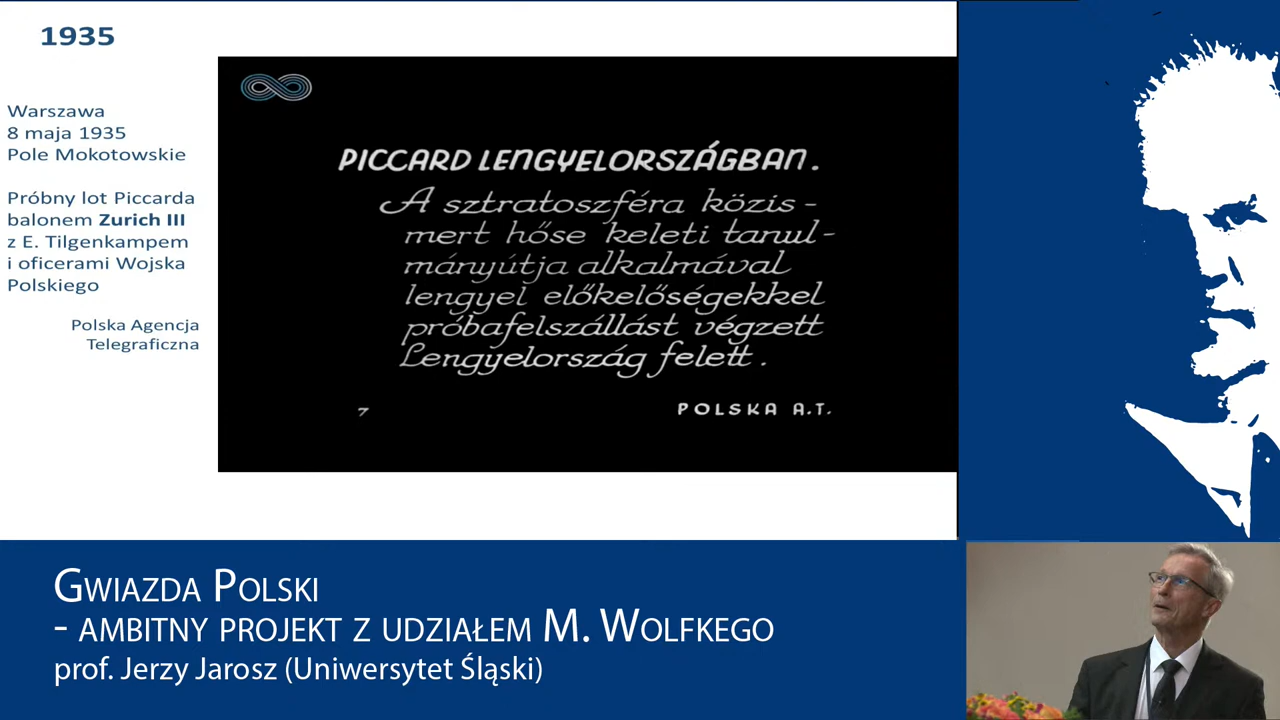 1935
Warszawa
8 maja 1935
Pole Mokotowskie
Próbny lot Piccarda
balonem Zurich III
z E. Tilgenkampem
i oficerami Wojska
Polskiego
Polska Agencja
Telegraficzna
PICCARD LENGYELORSZÁGBAN.
A sztratoszféra közis-
mert hőse keleti tanul-
mányútja alkalmával
lengyel előkelőségekkel
próbafelszállást végzett
Lengyelország felett.
7
POLSKA A.T.
GWIAZDA POLSKI
- AMBITNY PROJEKT Z UDZIAŁEM M. WOLFKEGO
prof. Jerzy Jarosz (Uniwersytet Śląski)